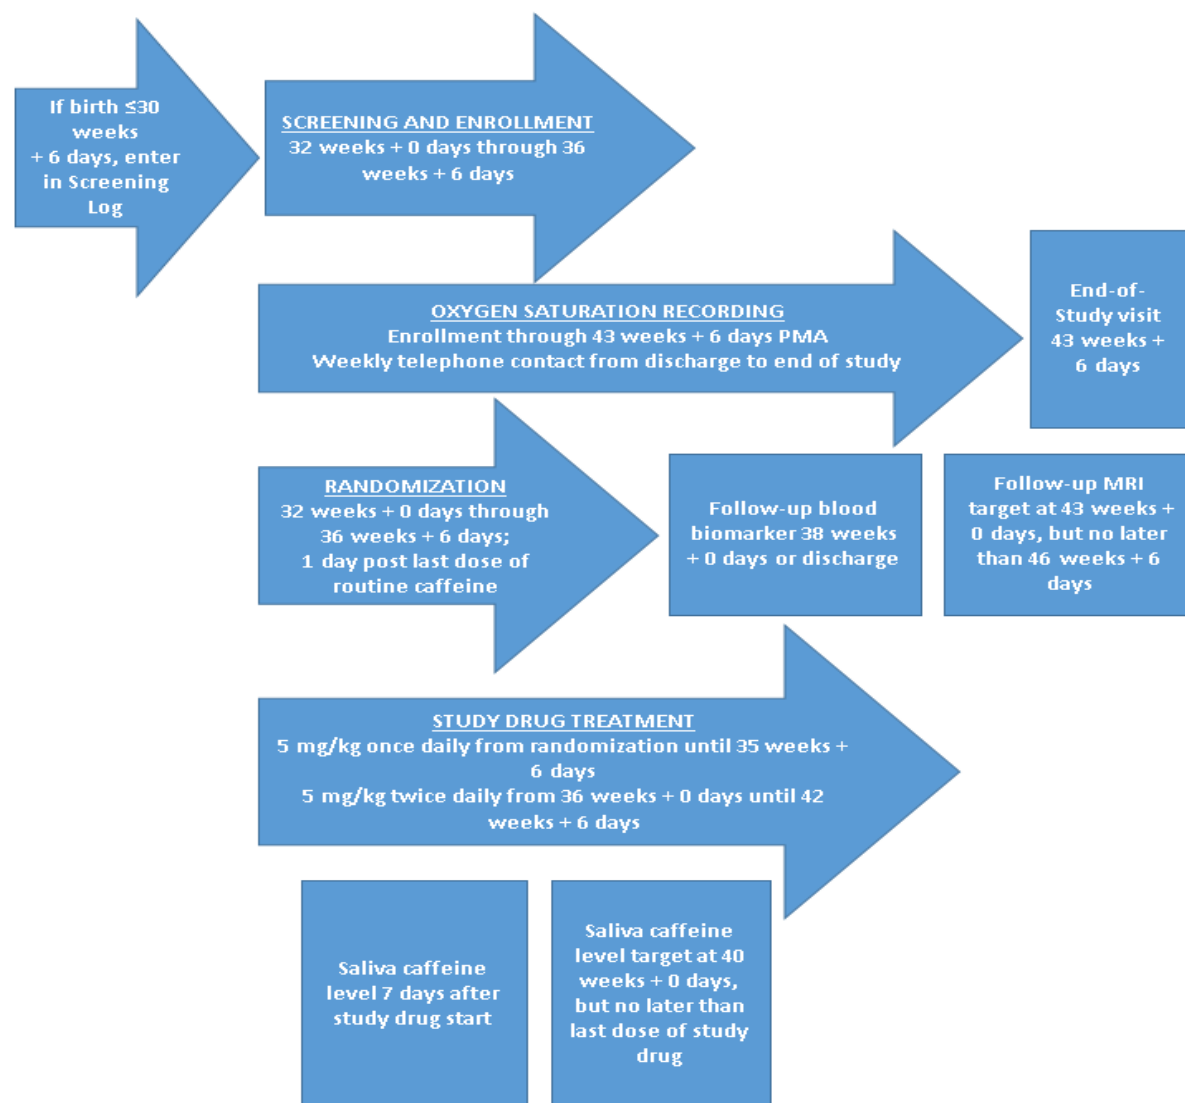 If birth ≤30
weeks
+ 6 days, enter
in Screening
Log
SCREENING AND ENROLLMENT
32 weeks + 0 days through 36
weeks + 6 days
OXYGEN SATURATION RECORDING
Enrollment through 43 weeks + 6 days PMA
Weekly telephone contact from discharge to end of study
End-of-
Study visit
43 weeks +
6 days
RANDOMIZATION
32 weeks + 0 days through
36 weeks + 6 days;
1 day post last dose of
routine caffeine
Follow-up blood
biomarker 38 weeks
+ 0 days or discharge
Follow-up MRI
target at 43 weeks +
0 days, but no later
than 46 weeks + 6
days
STUDY DRUG TREATMENT
5 mg/kg once daily from randomization until 35 weeks +
6 days
5 mg/kg twice daily from 36 weeks + 0 days until 42
weeks + 6 days
Saliva caffeine
level 7 days after
study drug start
Saliva caffeine
level target at 40
weeks + 0 days,
but no later than
last dose of study
drug